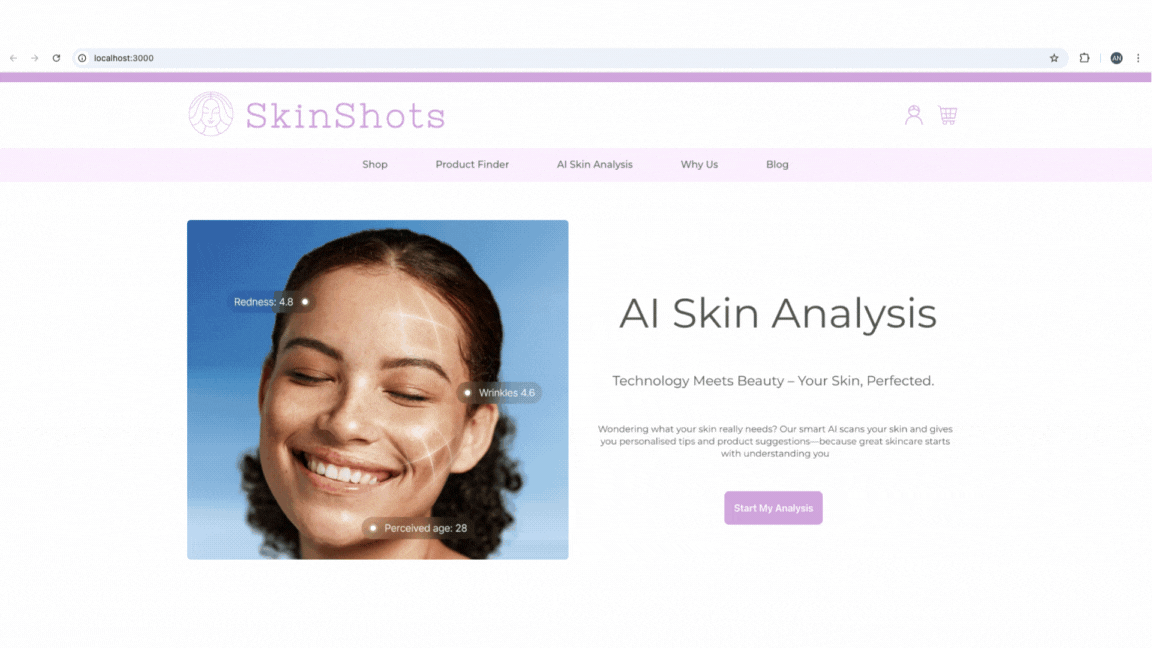 localhost:3000
AN
SkinShots
Shop Product Finder AI Skin Analysis Why Us Blog
Redness: 4.8
Wrinkles 4.6
Perceived age: 28
AI Skin Analysis
Technology Meets Beauty – Your Skin, Perfected.
Wondering what your skin really needs? Our smart AI scans your skin and gives
you personalised tips and product suggestions—because great skincare starts
with understanding you
Start My Analysis